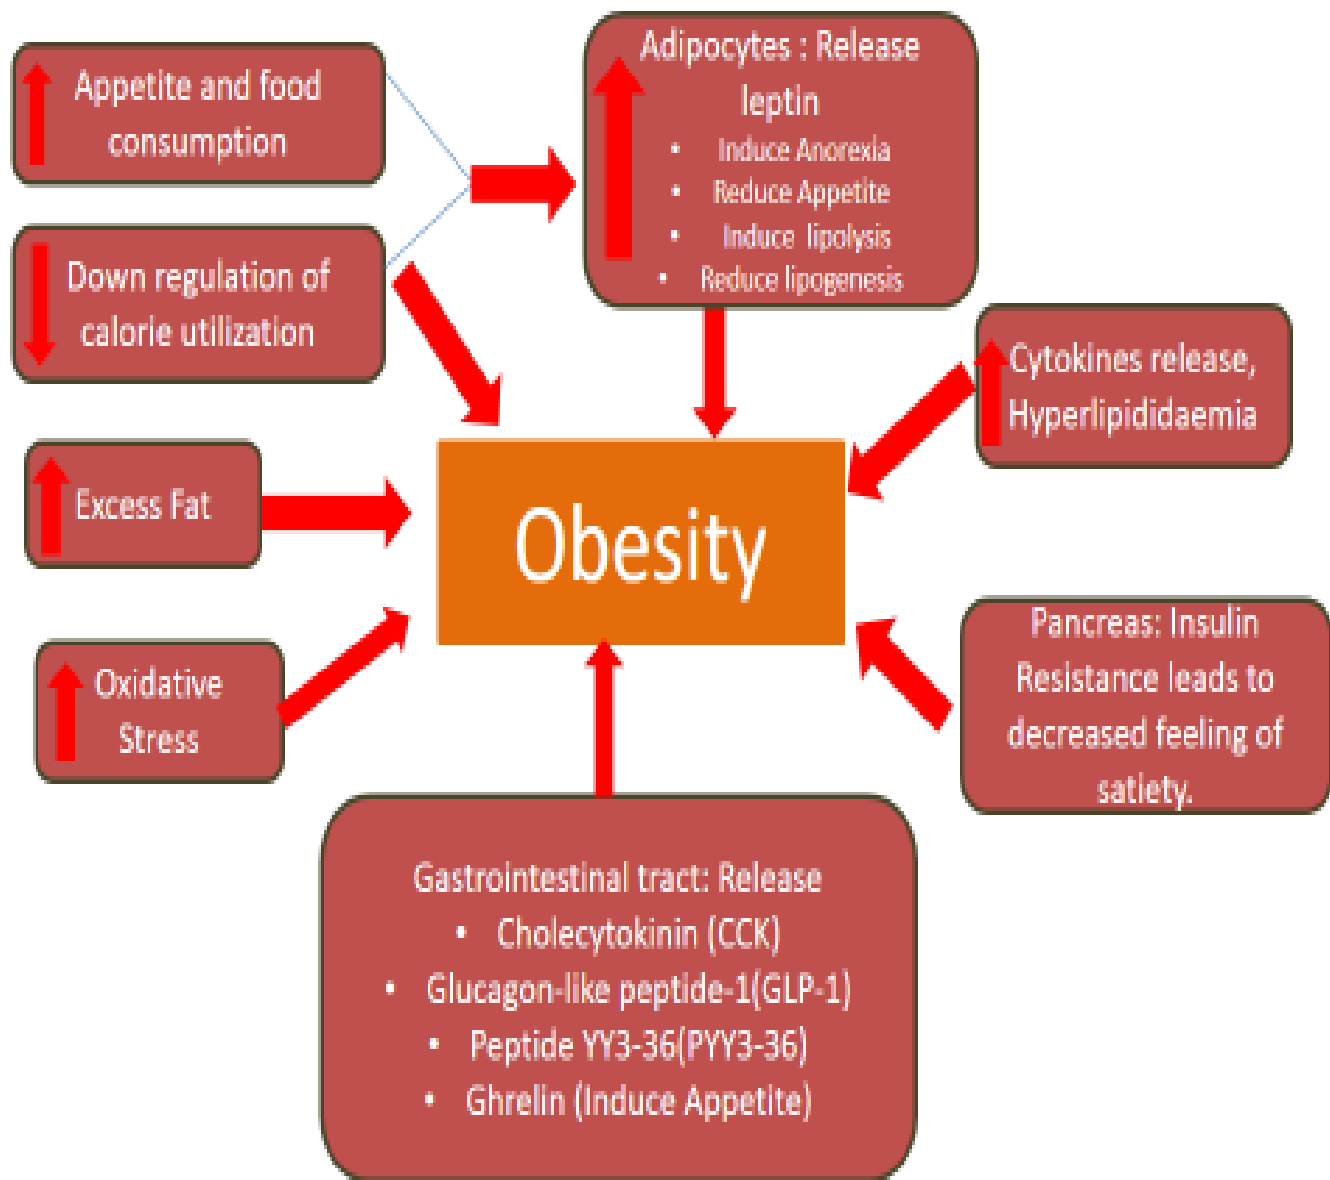 Appetite and food
consumption
Down regulation of
calorie utilization
Excess Fat
Oxidative
Stress
Adipocytes : Release
leptin
• Induce Anorexia
• Reduce Appetite
• Induce lipolysis
• Reduce lipogenesis
Cytokines release,
Hyperlipididaemia
Obesity
Pancreas: Insulin
Resistance leads to
decreased feeling of
satiety.
Gastrointestinal tract: Release
• Cholecytokinin (CCK)
• Glucagon-like peptide-1(GLP-1)
• Peptide YY3-36(PYY3-36)
• Ghrelin (Induce Appetite)